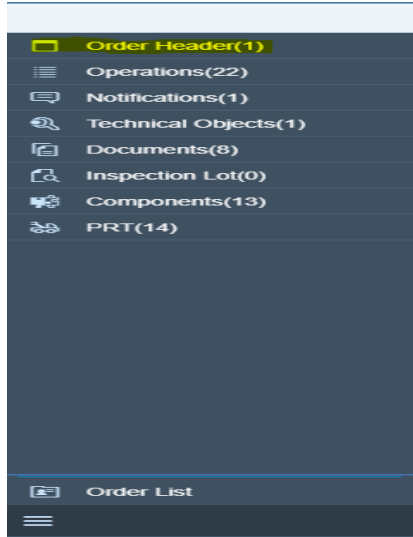 Order Header(1)
Operations(22)
Notifications(1)
Technical Objects(1)
Documents(8)
Inspection Lot(0)
Components(13)
PRT(14)
Order List